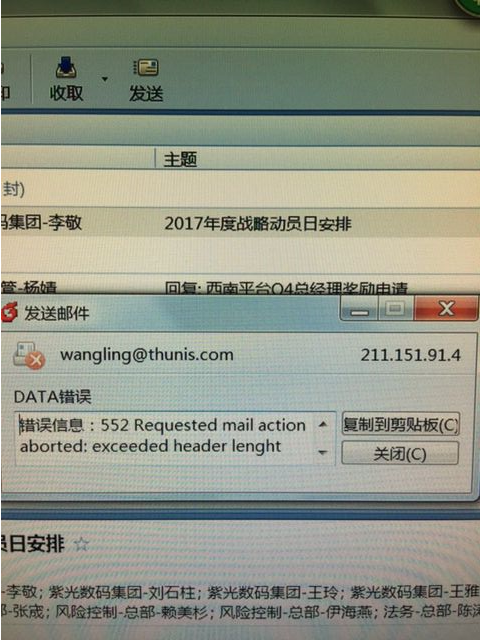 收取
发送
主题
封)
码集团-李敬
2017年度战略动员日安排
管-杨婧
回复: 西南平台Q4总经理奖励申请
发送邮件
wangling@thunis.com
211.151.91.4
DATA错误
错误信息：552 Requested mail action
aborted: exceeded header lenght
复制到剪贴板(C)
关闭(C)
员日安排 ☆
-李敬; 紫光数码集团-刘石柱; 紫光数码集团-王玲; 紫光数码集团-王雅
部-张宬; 风险控制-总部-赖美杉; 风险控制-总部-伊海燕; 法务-总部-陈